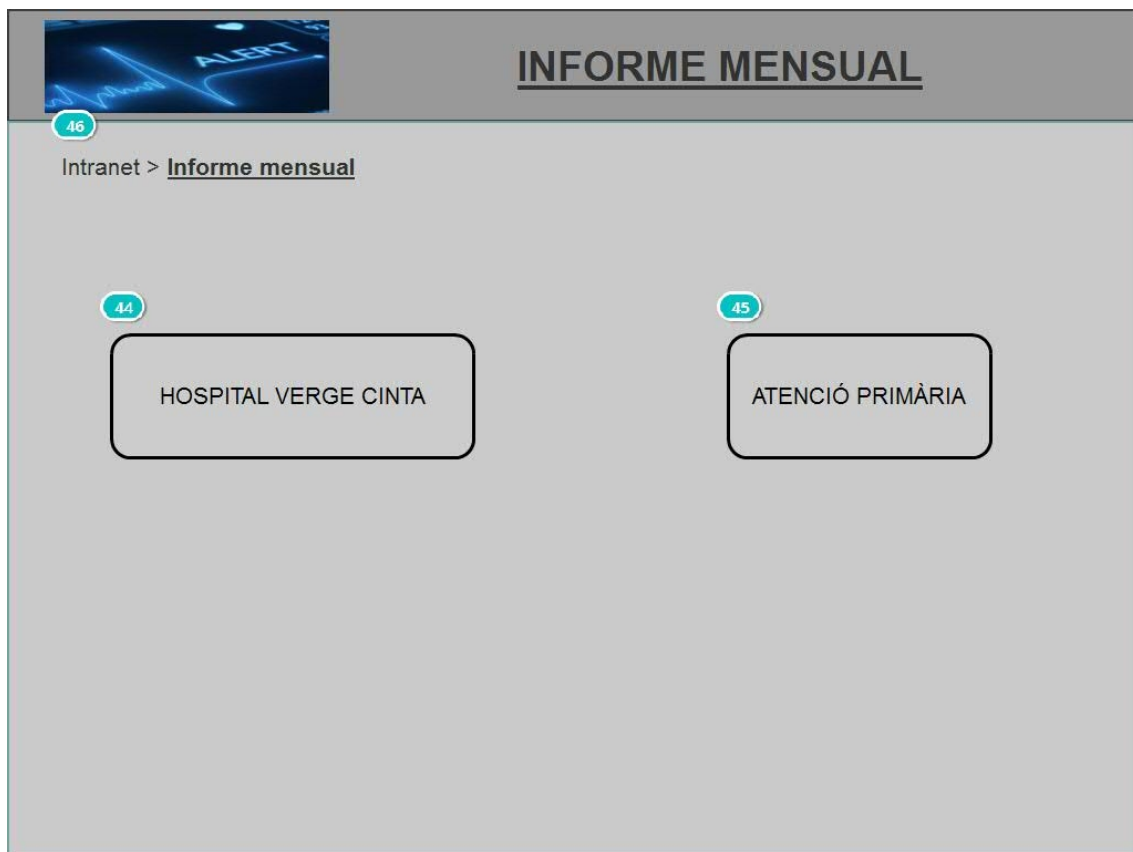 ALERT
INFORME MENSUAL
46
Intranet > Informe mensual
44
45
HOSPITAL VERGE CINTA
ATENCIÓ PRIMÀRIA